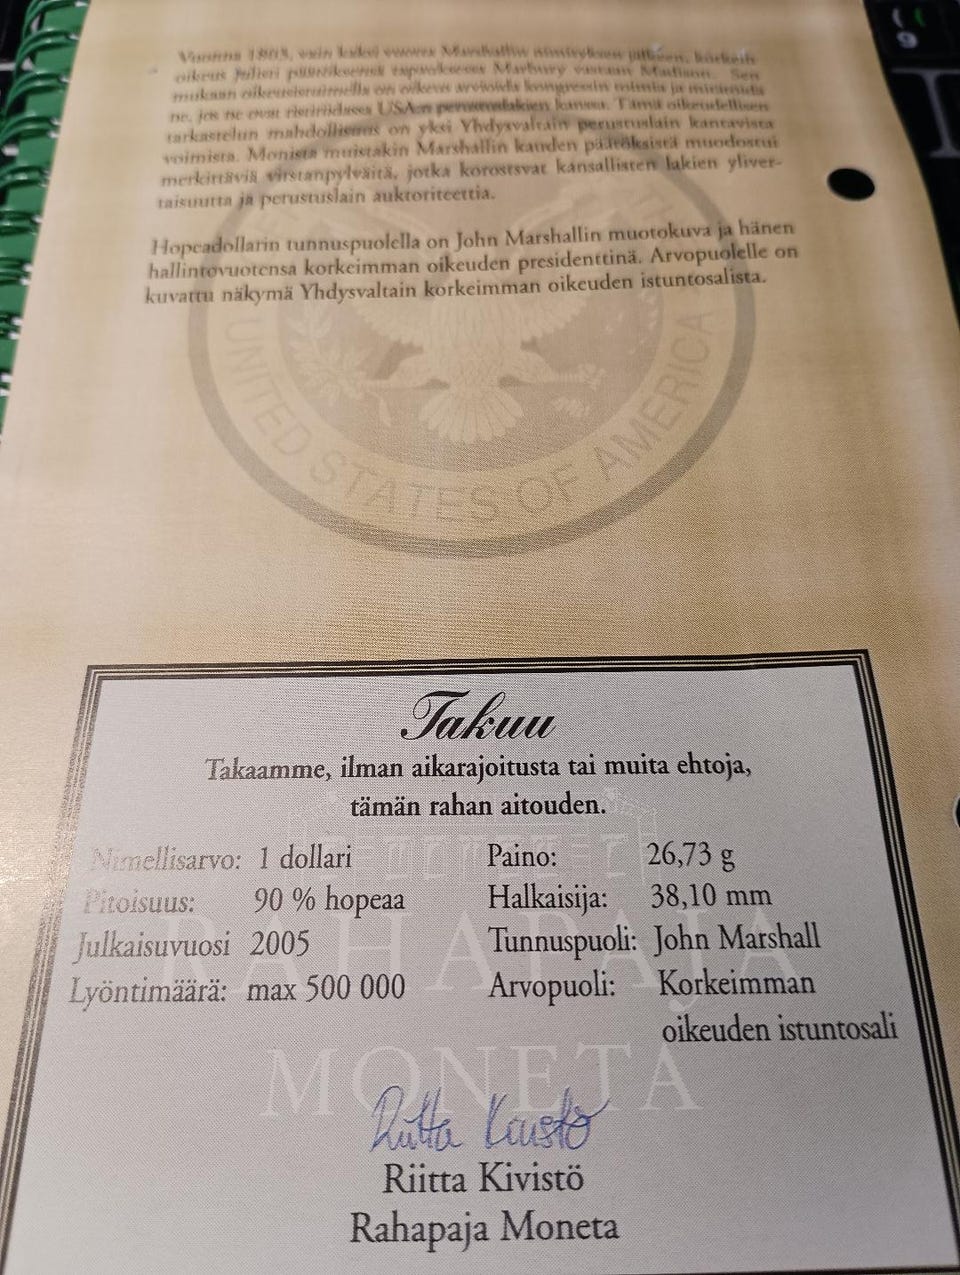 Vuonna 1803, vain kaksi vuotta Marshallin nimityksen jälkeen, korkein
oikeus julisti päätöksensä tapauksessa Marbury vastaan Madison. Sen
mukaan oikeusistuimella on oikeus arvioida kongressin toimia ja mitätöidä
ne, jos ne ovat ristiriidassa USA:n perustuslakien kanssa. Tämä oikeudellisen
tarkastelun mahdollisuus on yksi Yhdysvaltain perustuslain kantavista
voimista. Monista muistakin Marshallin kauden päätöksistä muodostui
merkittäviä virstanpylväitä, jotka korostsvat kansallisten lakien yliver-
taisuutta ja perustuslain auktoriteettia.
Hopeadollarin tunnuspuolella on John Marshallin muotokuva ja hänen
hallintovuotensa korkeimman oikeuden presidenttinä. Arvopuolelle on
kuvattu näkymä Yhdysvaltain korkeimman oikeuden istuntosalista.
UNITED STATES OF AMERICA
Takuu
Takaamme, ilman aikarajoitusta tai muita ehtoja,
tämän rahan aitouden.
Nimellisarvo: 1 dollari
Pitoisuus: 90 % hopeaa
Julkaisuvuosi 2005
Lyöntimäärä: max 500 000
Paino: 26,73 g
Halkaisija: 38,10 mm
Tunnuspuoli: John Marshall
Arvopuoli: Korkeimman
oikeuden istuntosali
RAHAPAJA
MONETA
Riitta Kivistö
Riitta Kivistö
Rahapaja Moneta
9